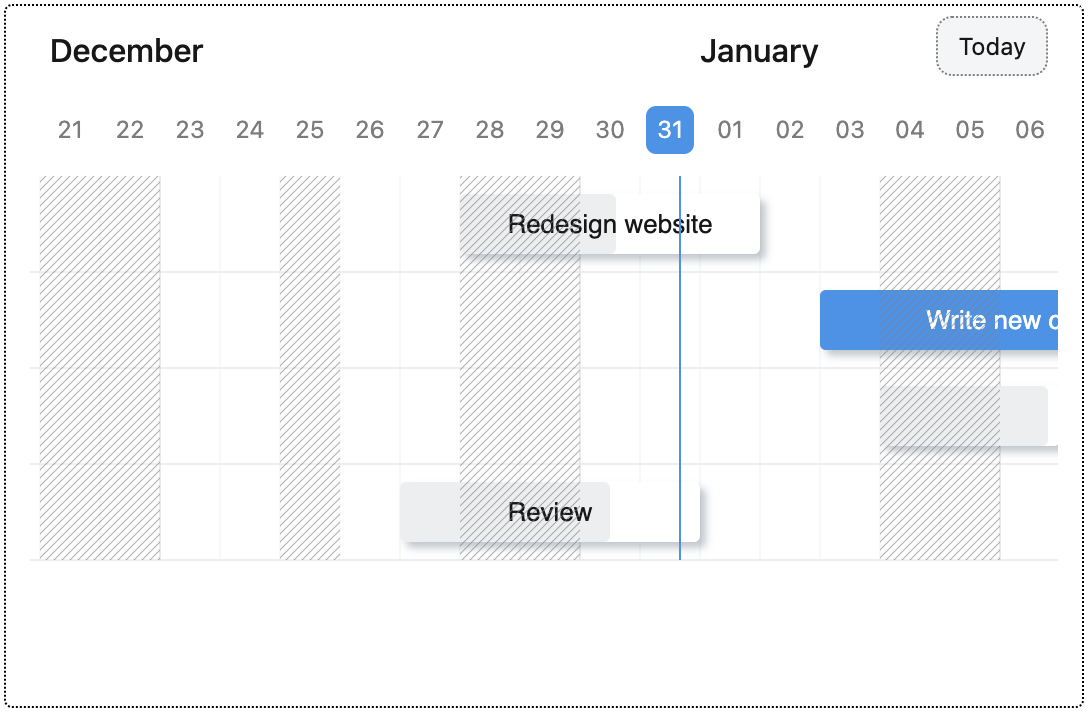 December January Today
21 22 23 24 25 26 27 28 29 30 31 01 02 03 04 05 06
Redesign website
Write new
Review